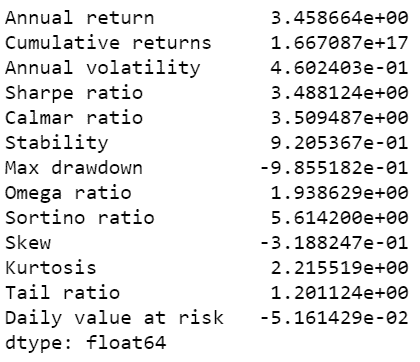 Annual return 3.458664e+00
Cumulative returns 1.667087e+17
Annual volatility 4.602403e-01
Sharpe ratio 3.488124e+00
Calmar ratio 3.509487e+00
Stability 9.205367e-01
Max drawdown -9.855182e-01
Omega ratio 1.938629e+00
Sortino ratio 5.614200e+00
Skew -3.188247e-01
Kurtosis 2.215519e+00
Tail ratio 1.201124e+00
Daily value at risk -5.161429e-02
dtype: float64